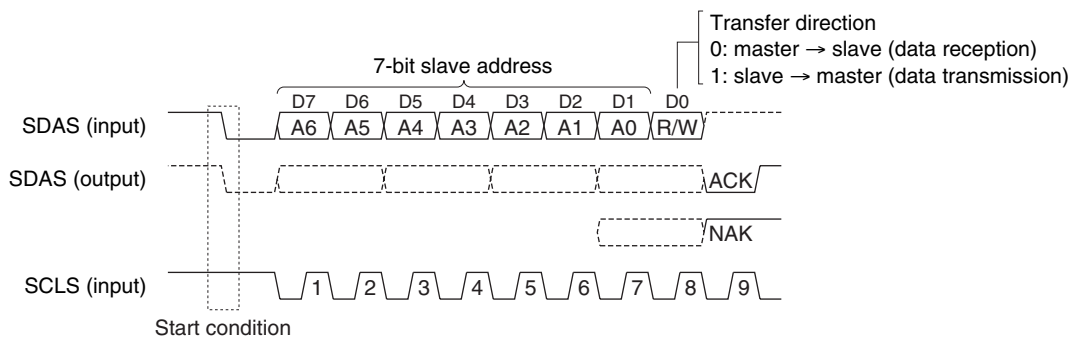 Transfer direction
0: master → slave (data reception)
1: slave → master (data transmission)
7-bit slave address
D7 D6 D5 D4 D3 D2 D1 D0
SDAS (input) A6 A5 A4 A3 A2 A1 A0 R/W
SDAS (output) ACK
NAK
SCLS (input) 1 2 3 4 5 6 7 8 9
Start condition